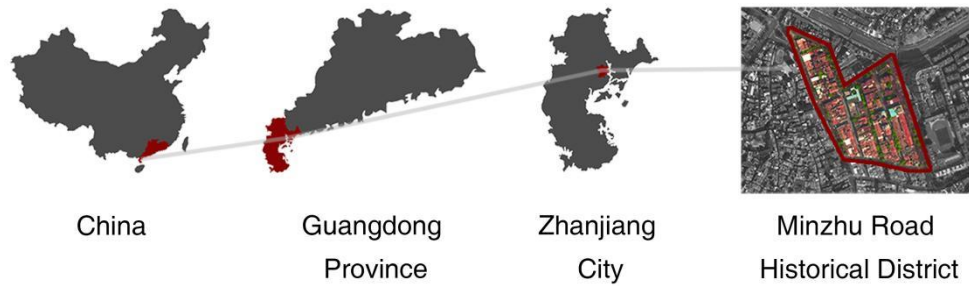 China
Guangdong
Province
Zhanjiang
City
Minzhu Road
Historical District